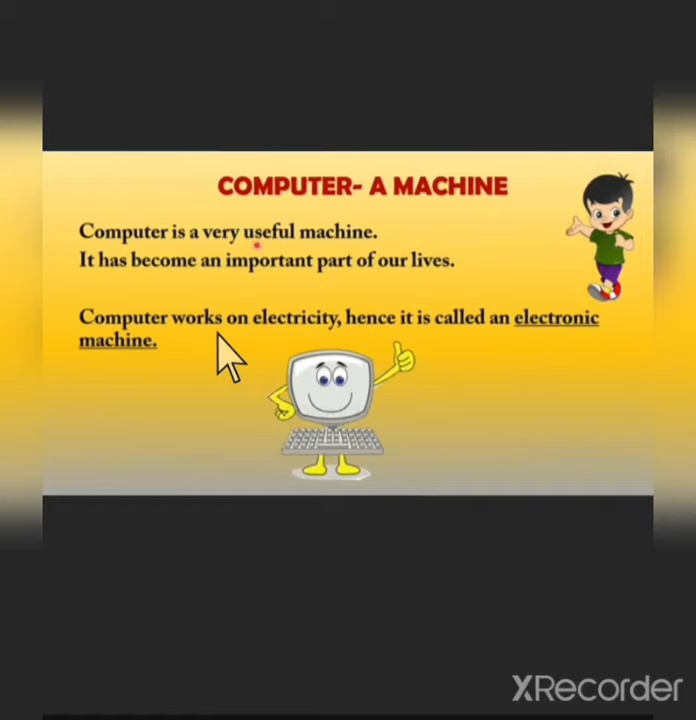 COMPUTER- A MACHINE
Computer is a very useful machine.
It has become an important part of our lives.
Computer works on electricity, hence it is called an electronic
machine.
XRecorder